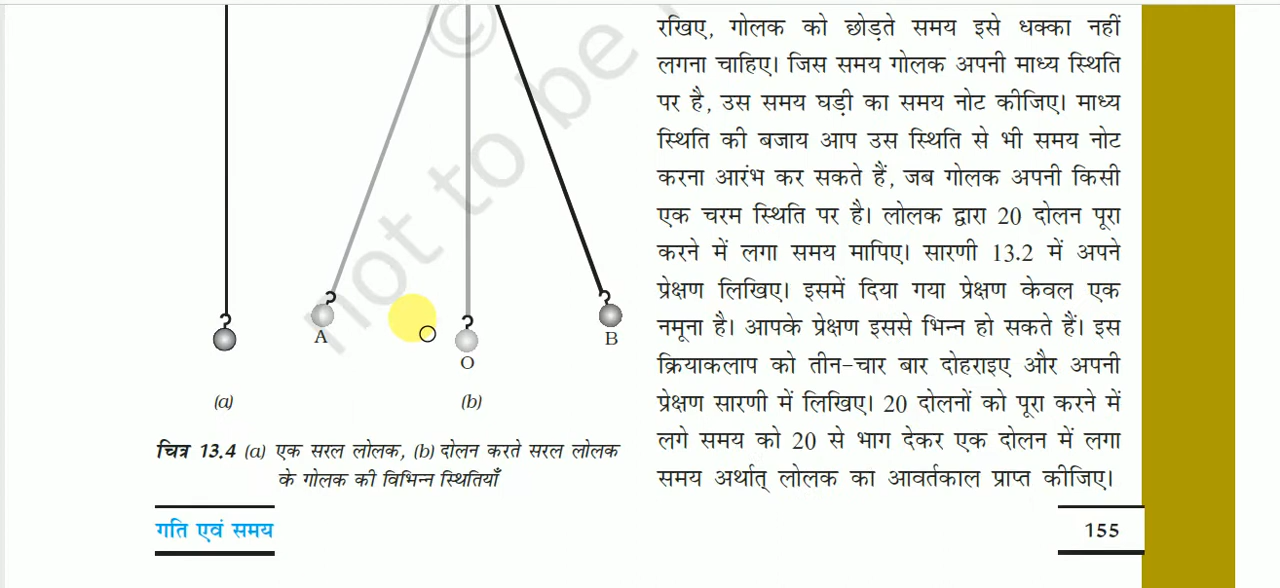 ©
not to be
A
O
B
(a)
(b)
चित्र 13.4 (a) एक सरल लोलक, (b) दोलन करते सरल लोलक
के गोलक की विभिन्न स्थितियाँ
गति एवं समय
रखिए, गोलक को छोड़ते समय इसे धक्का नहीं
लगना चाहिए। जिस समय गोलक अपनी माध्य स्थिति
पर है, उस समय घड़ी का समय नोट कीजिए। माध्य
स्थिति की बजाय आप उस स्थिति से भी समय नोट
करना आरंभ कर सकते हैं, जब गोलक अपनी किसी
एक चरम स्थिति पर है। लोलक द्वारा 20 दोलन पूरा
करने में लगा समय मापिए। सारणी 13.2 में अपने
प्रेक्षण लिखिए। इसमें दिया गया प्रेक्षण केवल एक
नमूना है। आपके प्रेक्षण इससे भिन्न हो सकते हैं। इस
क्रियाकलाप को तीन-चार बार दोहराइए और अपनी
प्रेक्षण सारणी में लिखिए। 20 दोलनों को पूरा करने में
लगे समय को 20 से भाग देकर एक दोलन में लगा
समय अर्थात् लोलक का आवर्तकाल प्राप्त कीजिए।
155